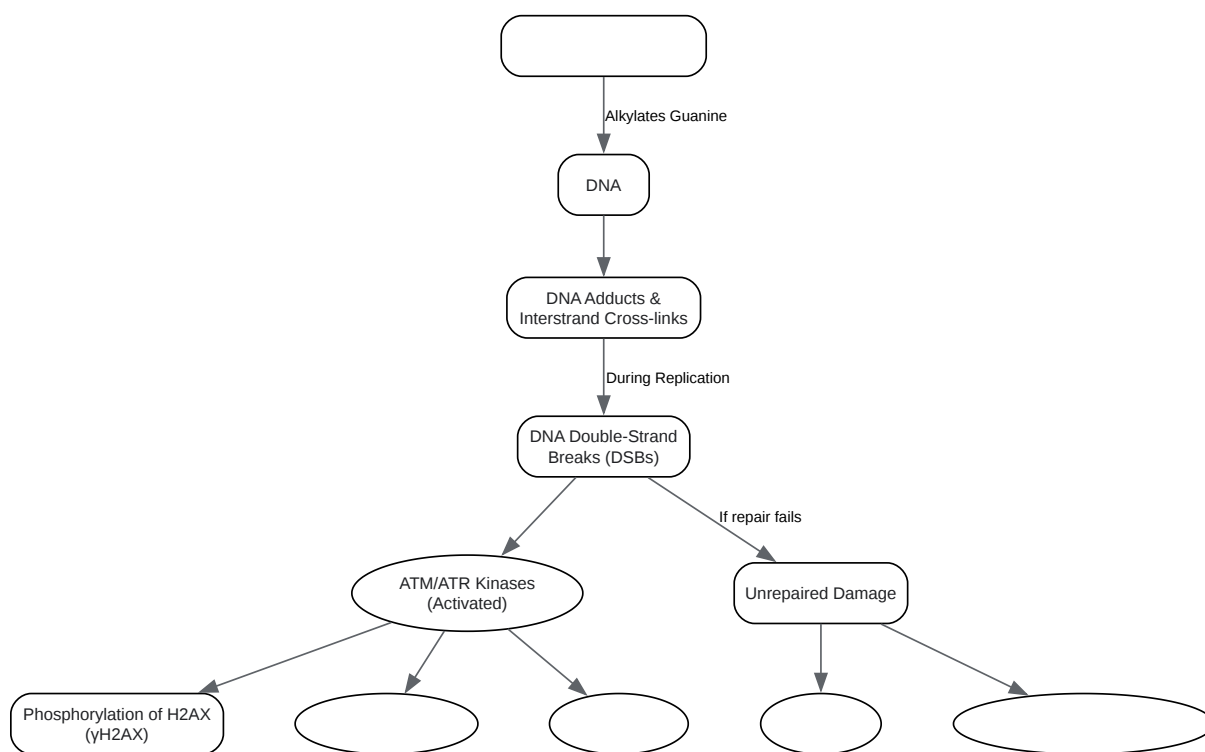 Alkylates Guanine
DNA
DNA Adducts &
Interstrand Cross-links
During Replication
DNA Double-Strand
Breaks (DSBs)
If repair fails
ATM/ATR Kinases
(Activated)
Unrepaired Damage
Phosphorylation of H2AX
(γH2AX)